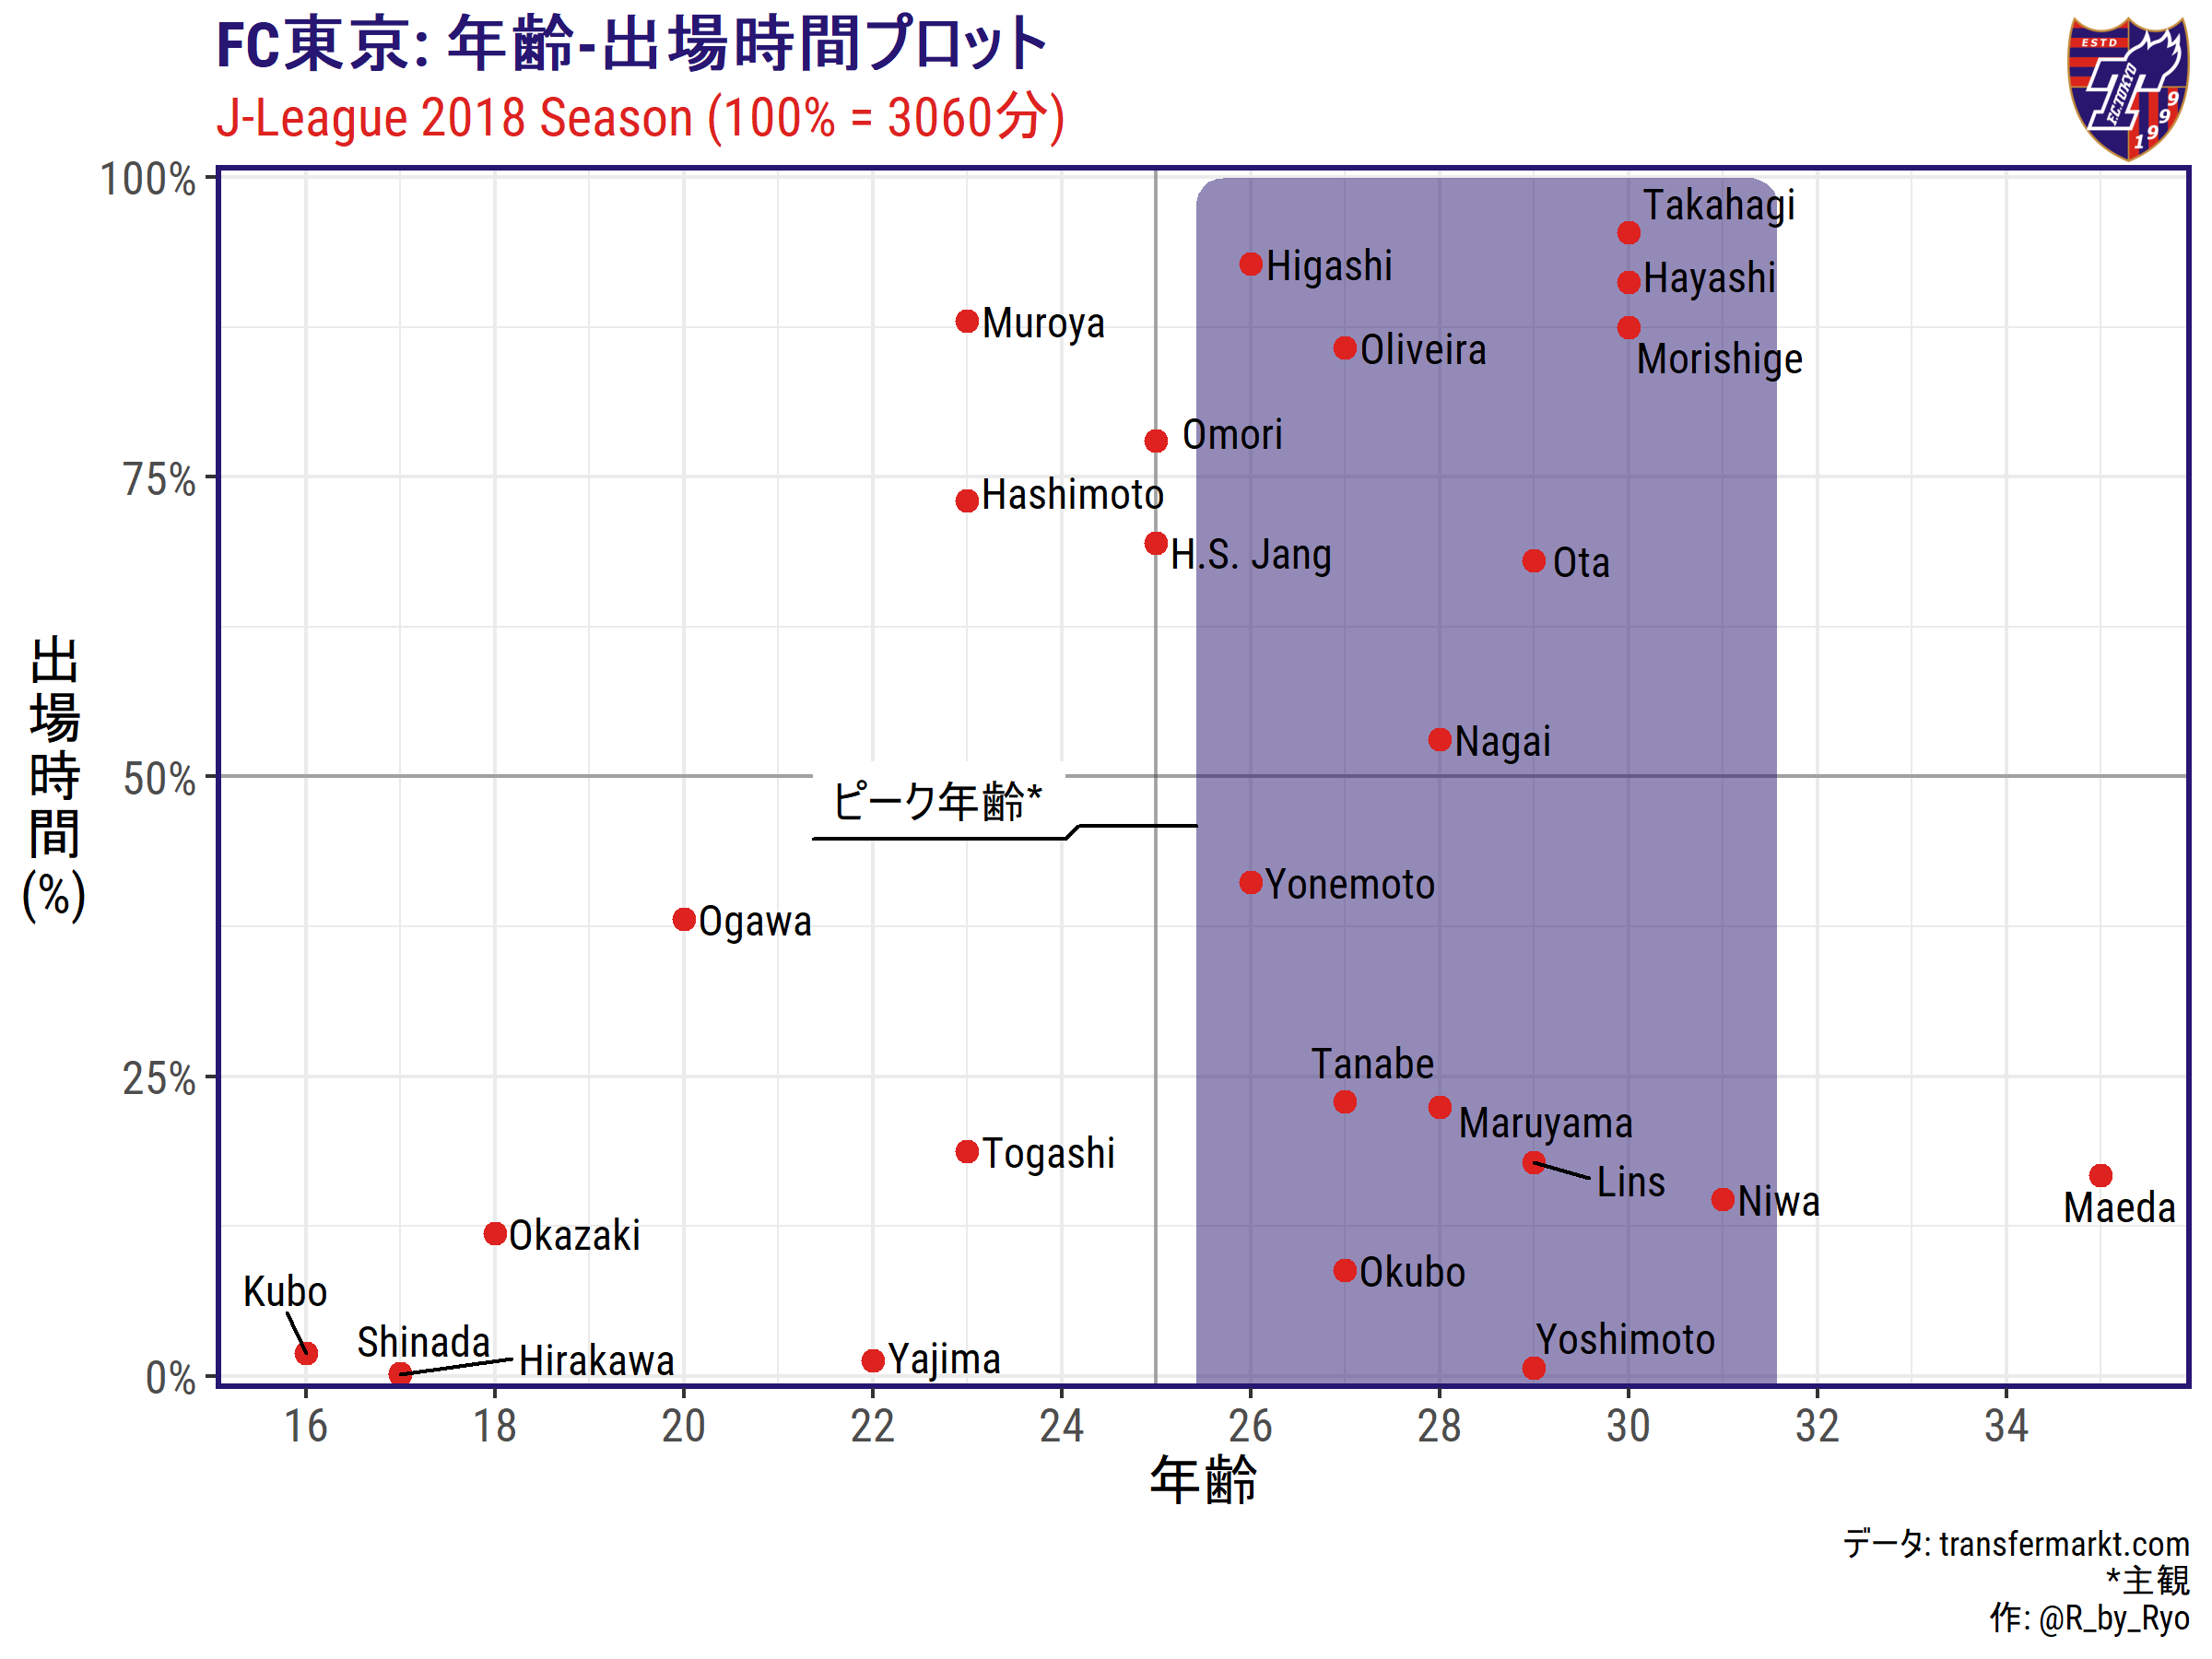 FC東京: 年齢-出場時間プロット
J-League 2018 Season (100% = 3060分)
ESTD
F.C.TOKYO
1999
100%
75%
50%
25%
0%
出場時間(%)
Takahagi
Higashi
Hayashi
Muroya
Oliveira
Morishige
Omori
Hashimoto
H.S. Jang
Ota
Nagai
ピーク年齢*
Yonemoto
Ogawa
Tanabe
Maruyama
Togashi
Lins
Niwa
Maeda
Okazaki
Okubo
Kubo
Shinada
Hirakawa
Yajima
Yoshimoto
16 18 20 22 24 26 28 30 32 34
年齢
データ: transfermarkt.com
*主観
作: @R_by_Ryo